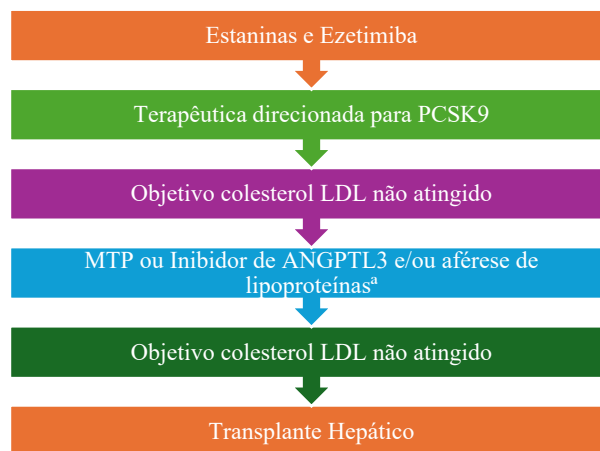 Estaninas e Ezetimiba
Terapêutica direcionada para PCSK9
Objetivo colesterol LDL não atingido
MTP ou Inibidor de ANGPTL3 e/ou aférese de
lipoproteínasª
Objetivo colesterol LDL não atingido
Transplante Hepático